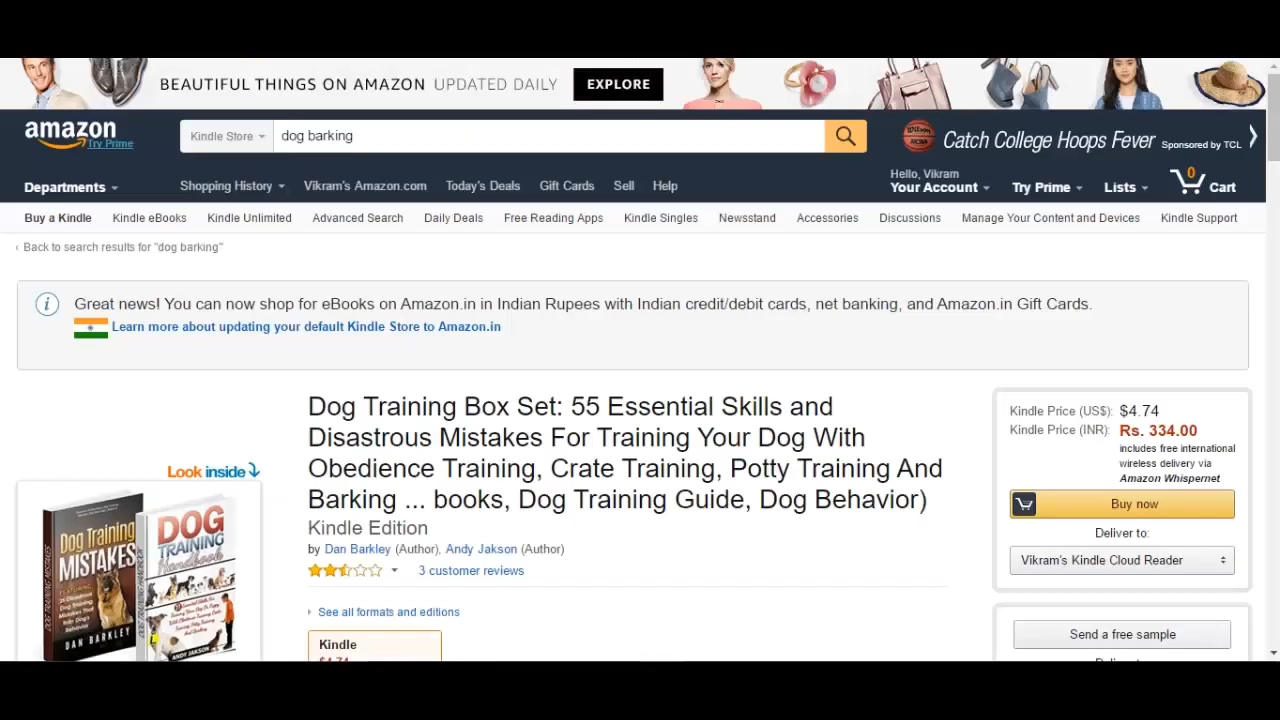 BEAUTIFUL THINGS ON AMAZON UPDATED DAILY EXPLORE
amazon
Try Prime
Kindle Store
dog barking
Catch College Hoops Fever Sponsored by TCL
Departments
Shopping History
Vikram's Amazon.com
Today's Deals
Gift Cards
Sell
Help
Hello, Vikram
Your Account
Try Prime
Lists
0
Cart
Buy a Kindle
Kindle eBooks
Kindle Unlimited
Advanced Search
Daily Deals
Free Reading Apps
Kindle Singles
Newsstand
Accessories
Discussions
Manage Your Content and Devices
Kindle Support
‹ Back to search results for "dog barking"
Great news! You can now shop for eBooks on Amazon.in in Indian Rupees with Indian credit/debit cards, net banking, and Amazon.in Gift Cards.
Learn more about updating your default Kindle Store to Amazon.in
Look inside
Dog Training MISTAKES
DAN BARKLEY
DOG TRAINING Handbook
ANDY JAKSON
Dog Training Box Set: 55 Essential Skills and
Disastrous Mistakes For Training Your Dog With
Obedience Training, Crate Training, Potty Training And
Barking ... books, Dog Training Guide, Dog Behavior)
Kindle Edition
by Dan Barkley (Author), Andy Jakson (Author)
3 customer reviews
See all formats and editions
Kindle
$4.74
Kindle Price (US$): $4.74
Kindle Price (INR): Rs. 334.00
includes free international
wireless delivery via
Amazon Whispernet
Buy now
Deliver to:
Vikram's Kindle Cloud Reader
Send a free sample